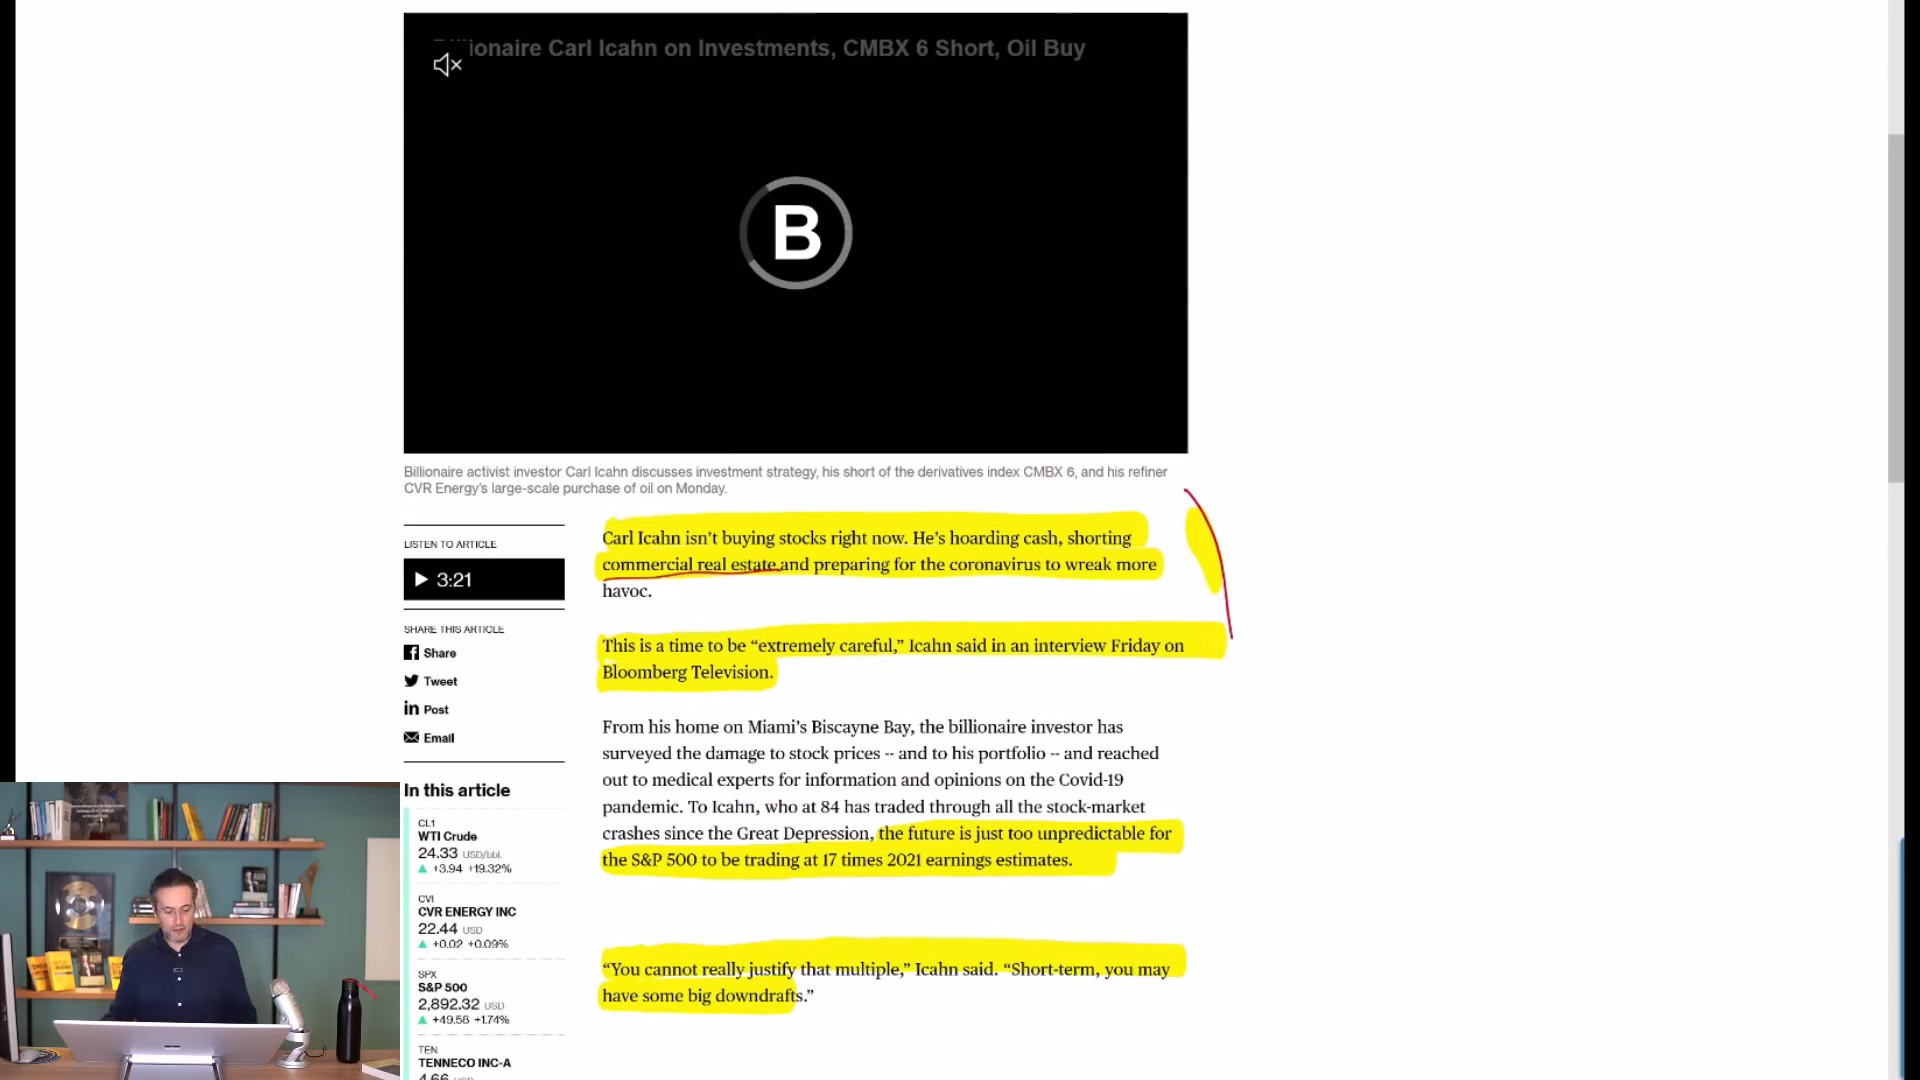 ionaire Carl Icahn on Investments, CMBX 6 Short, Oil Buy
B
Billionaire activist investor Carl Icahn discusses investment strategy, his short of the derivatives index CMBX 6, and his refiner
CVR Energy's large-scale purchase of oil on Monday.
LISTEN TO ARTICLE
3:21
SHARE THIS ARTICLE
Share
Tweet
in Post
Email
In this article
CL1
WTI Crude
24.33 USD/bbl.
+3.94 +19.32%
CVI
CVR ENERGY INC
22.44 USD
+0.02 +0.09%
SPX
S&P 500
2,892.32 USD
+49.58 +1.74%
TEN
TENNECO INC-A
4.66 USD
Carl Icahn isn’t buying stocks right now. He’s hoarding cash, shorting
commercial real estate and preparing for the coronavirus to wreak more
havoc.
This is a time to be “extremely careful,” Icahn said in an interview Friday on
Bloomberg Television.
From his home on Miami’s Biscayne Bay, the billionaire investor has
surveyed the damage to stock prices -- and to his portfolio -- and reached
out to medical experts for information and opinions on the Covid-19
pandemic. To Icahn, who at 84 has traded through all the stock-market
crashes since the Great Depression, the future is just too unpredictable for
the S&P 500 to be trading at 17 times 2021 earnings estimates.
“You cannot really justify that multiple,” Icahn said. “Short-term, you may
have some big downdrafts.”